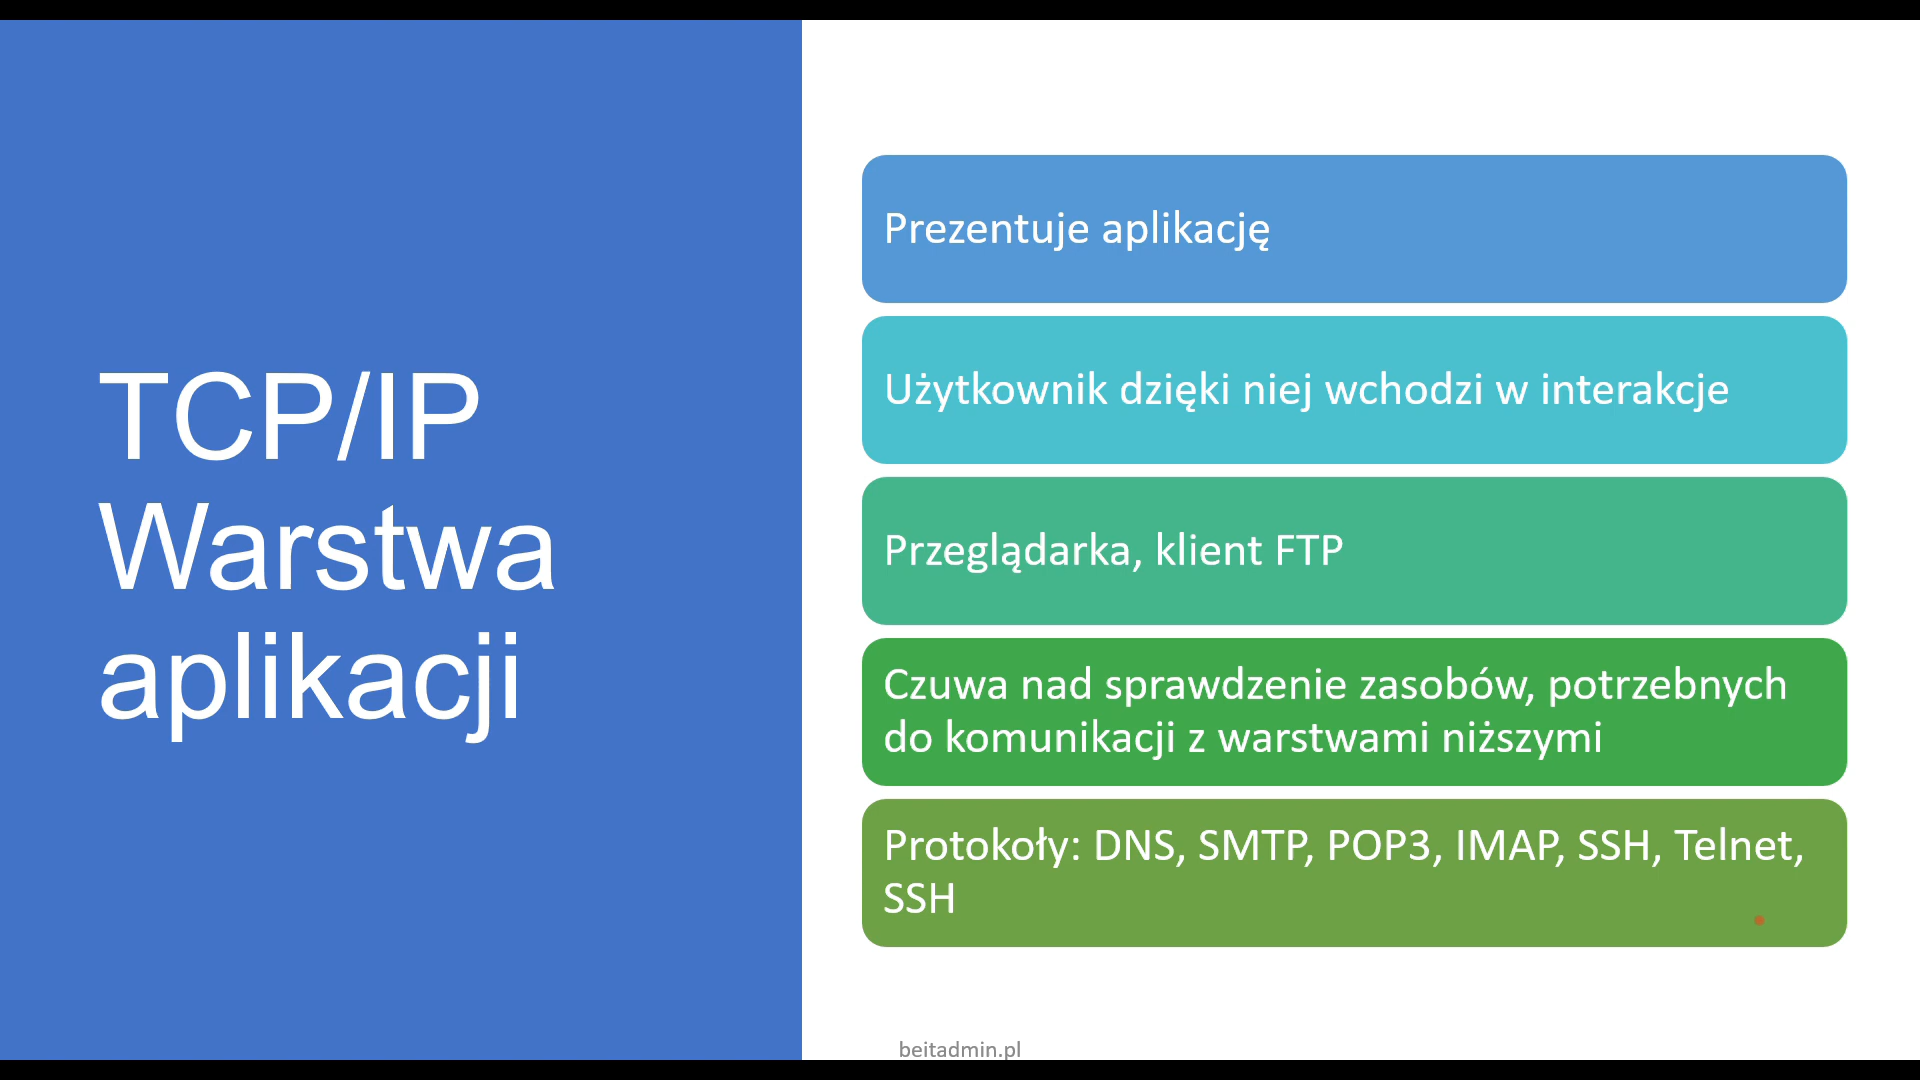 TCP/IP
Warstwa
aplikacji
Prezentuje aplikację
Użytkownik dzięki niej wchodzi w interakcje
Przeglądarka, klient FTP
Czuwa nad sprawdzenie zasobów, potrzebnych
do komunikacji z warstwami niższymi
Protokoły: DNS, SMTP, POP3, IMAP, SSH, Telnet,
SSH
beitadmin.pl